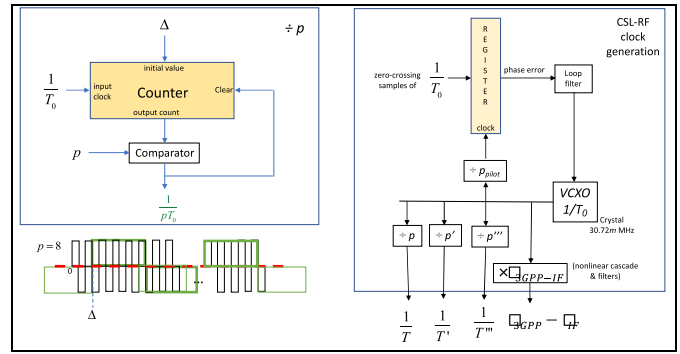 Δ
÷ p
initial value
1
T₀
input
clock
Counter
Clear
output count
p
Comparator
1
pT₀
p = 8
0
...
Δ
CSL-RF
clock
generation
REGISTER
clock
zero-crossing
samples of
1
T₀
phase error
Loop
filter
÷ p_pilot
VCXO
1/T₀
Crystal
30.72m MHz
÷ p
÷ p'
÷ p'''
×□3GPP−IF
(nonlinear cascade
& filters)
1
T
1
T'
1
T'''
□3GPP − □IF